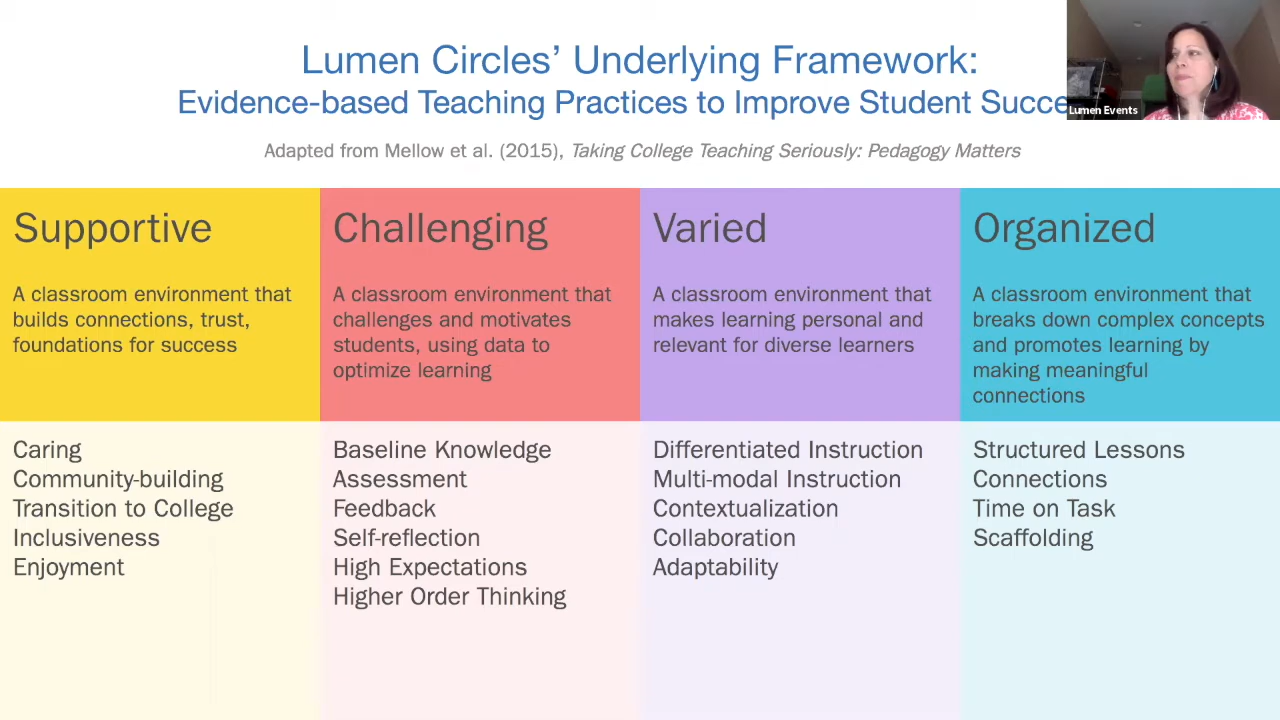 Lumen Circles’ Underlying Framework:
Evidence-based Teaching Practices to Improve Student Succe
Lumen Events
Adapted from Mellow et al. (2015), Taking College Teaching Seriously: Pedagogy Matters
Supportive
A classroom environment that
builds connections, trust,
foundations for success
Caring
Community-building
Transition to College
Inclusiveness
Enjoyment
Challenging
A classroom environment that
challenges and motivates
students, using data to
optimize learning
Baseline Knowledge
Assessment
Feedback
Self-reflection
High Expectations
Higher Order Thinking
Varied
A classroom environment that
makes learning personal and
relevant for diverse learners
Differentiated Instruction
Multi-modal Instruction
Contextualization
Collaboration
Adaptability
Organized
A classroom environment that
breaks down complex concepts
and promotes learning by
making meaningful
connections
Structured Lessons
Connections
Time on Task
Scaffolding